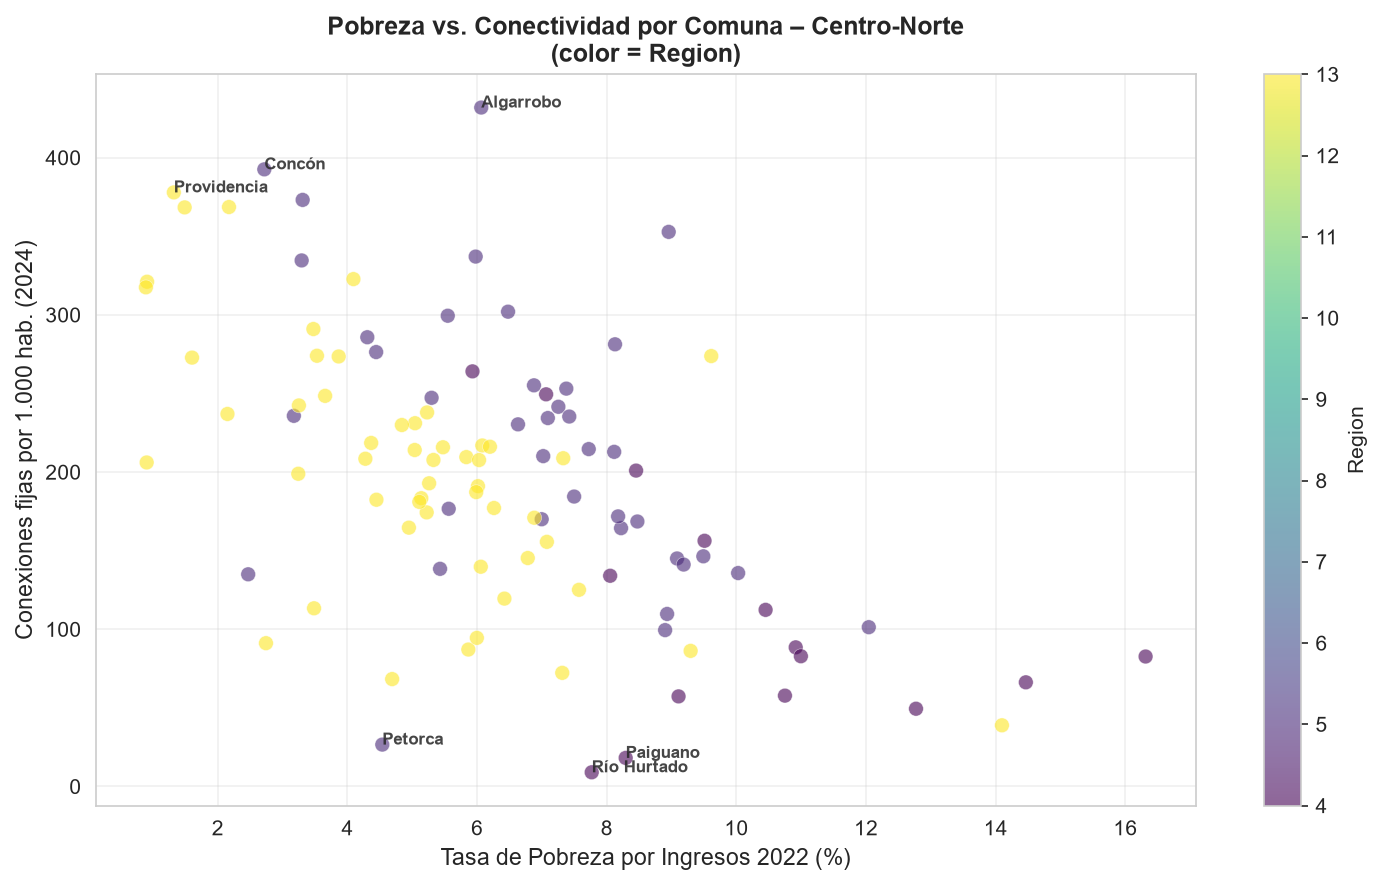 Pobreza vs. Conectividad por Comuna – Centro-Norte
(color = Region)
Algarrobo
Concón
Providencia
Petorca
Paiguano
Río Hurtado
Conexiones fijas por 1.000 hab. (2024)
400
300
200
100
0
2 4 6 8 10 12 14 16
Tasa de Pobreza por Ingresos 2022 (%)
13
12
11
10
9
8
7
6
5
4
Region